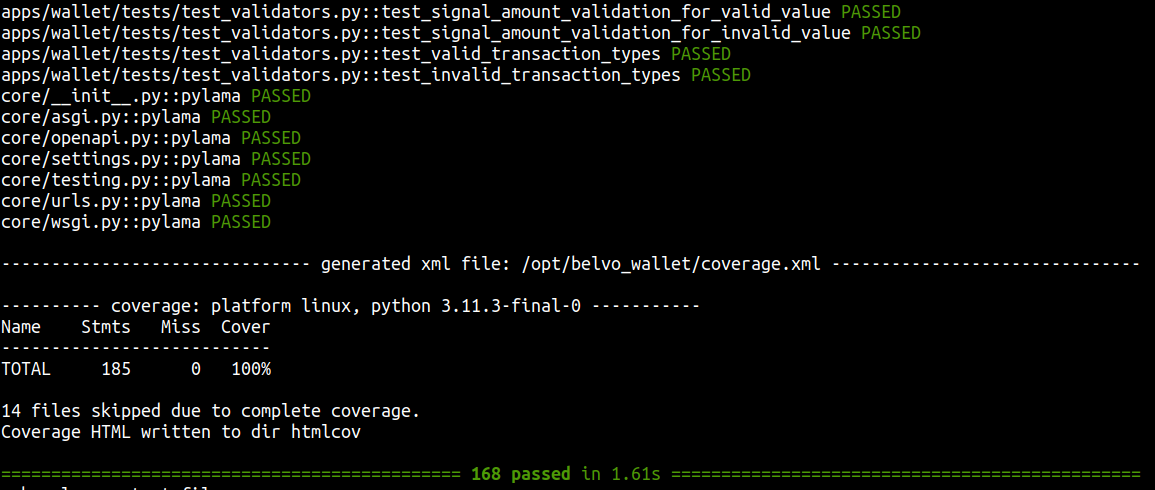 apps/wallet/tests/test_validators.py::test_signal_amount_validation_for_valid_value PASSED
apps/wallet/tests/test_validators.py::test_signal_amount_validation_for_invalid_value PASSED
apps/wallet/tests/test_validators.py::test_valid_transaction_types PASSED
apps/wallet/tests/test_validators.py::test_invalid_transaction_types PASSED
core/__init__.py::pylama PASSED
core/asgi.py::pylama PASSED
core/openapi.py::pylama PASSED
core/settings.py::pylama PASSED
core/testing.py::pylama PASSED
core/urls.py::pylama PASSED
core/wsgi.py::pylama PASSED
------------------------------- generated xml file: /opt/belvo_wallet/coverage.xml -------------------------------
---------- coverage: platform linux, python 3.11.3-final-0 -----------
Name    Stmts   Miss  Cover
---------------------------
TOTAL     185      0   100%
14 files skipped due to complete coverage.
Coverage HTML written to dir htmlcov
============================================== 168 passed in 1.61s ===============================================